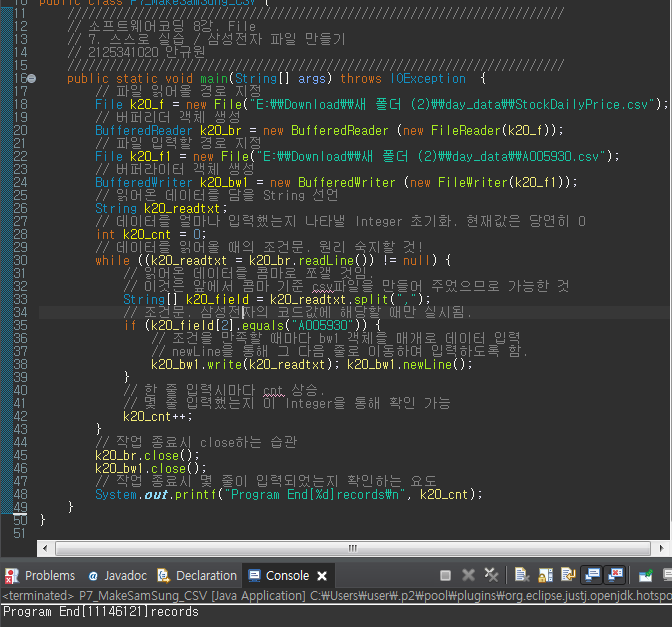 10 public class P7_MakeSamSung_CSV {
11 ////////////////////////////////////////////////////////////////
12 // 소프트웨어코딩 8강, File
13 // 7. 스스로 실습 / 삼성전자 파일 만들기
14 // 2125341020 안규원
15 ////////////////////////////////////////////////////////////////
16 public static void main(String[] args) throws IOException {
17 // 파일 읽어올 경로 지정
18 File k20_f = new File("E:₩₩Download₩₩새 폴더 (2)₩₩day_data₩₩StockDailyPrice.csv");
19 // 버퍼리더 객체 생성
20 BufferedReader k20_br = new BufferedReader (new FileReader(k20_f));
21 // 파일 입력할 경로 지정
22 File k20_f1 = new File("E:₩₩Download₩₩새 폴더 (2)₩₩day_data₩₩A005930.csv");
23 // 버퍼라이터 객체 생성
24 BufferedWriter k20_bw1 = new BufferedWriter (new FileWriter(k20_f1));
25 // 읽어온 데이터를 담을 String 선언
26 String k20_readtxt;
27 // 데이터를 얼마나 입력했는지 나타낼 Integer 초기화. 현재값은 당연히 0
28 int k20_cnt = 0;
29 // 데이터를 읽어올 때의 조건문. 원리 숙지할 것!
30 while ((k20_readtxt = k20_br.readLine()) != null) {
31 // 읽어온 데이터를 콤마로 쪼갤 것임.
32 // 이것은 앞에서 콤마 기준 csv파일을 만들어 주었으므로 가능한 것
33 String[] k20_field = k20_readtxt.split(",");
34 // 조건문. 삼성전자의 코드값에 해당할 때만 실시됨.
35 if (k20_field[2].equals("A005930")) {
36 // 조건을 만족할 때마다 bw1 객체를 매개로 데이터 입력
37 // newLine을 통해 그 다음 줄로 이동하며 입력하도록 함.
38 k20_bw1.write(k20_readtxt); k20_bw1.newLine();
39 }
40 // 한 줄 입력시마다 cnt 상승.
41 // 몇 줄 입력했는지 이 Integer을 통해 확인 가능
42 k20_cnt++;
43 }
44 // 작업 종료시 close하는 습관
45 k20_br.close();
46 k20_bw1.close();
47 // 작업 종료시 몇 줄이 입력되었는지 확인하는 요도
48 System.out.printf("Program End[%d]records₩n", k20_cnt);
49 }
50 }
51
Problems @ Javadoc Declaration Console
<terminated> P7_MakeSamSung_CSV [Java Application] C:₩Users₩user₩.p2₩pool₩plugins₩org.eclipse.justj.openjdk.hotspo
Program End[11146121]records